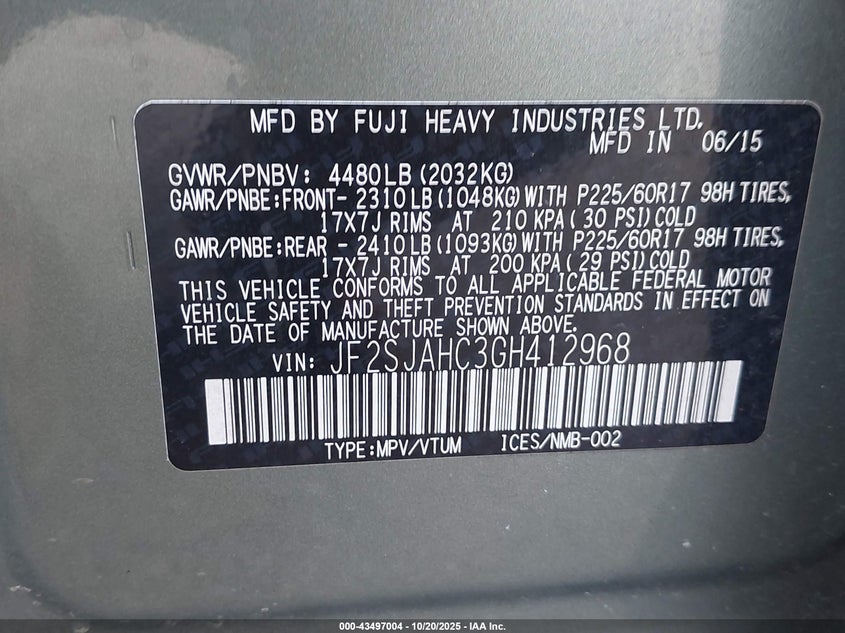 MFD BY FUJI HEAVY INDUSTRIES LTD.
MFD IN 06/15
GVWR/PNBV: 4480LB(2032KG)
GAWR/PNBE:FRONT- 2310LB(1048KG)WITH P225/60R17 98H TIRES,
17X7J RIMS AT 210 KPA(30 PSI)COLD
GAWR/PNBE:REAR - 2410LB(1093KG)WITH P225/60R17 98H TIRES,
17X7J RIMS AT 200 KPA(29 PSI)COLD
THIS VEHICLE CONFORMS TO ALL APPLICABLE FEDERAL MOTOR
VEHICLE SAFETY AND THEFT PREVENTION STANDARDS IN EFFECT ON
THE DATE OF MANUFACTURE SHOWN ABOVE.
VIN: JF2SJAHC3GH412968
TYPE:MPV/VTUM ICES/NMB-002
000-43497004 - 10/20/2025 - IAA Inc.